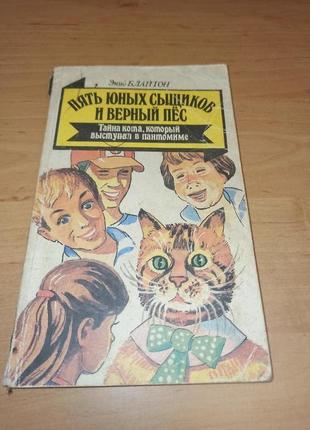 Энид БЛАЙТОН
ПЯТЬ ЮНЫХ СЫЩИКОВ
И ВЕРНЫЙ ПЁС
Тайна кота, который
выступал в пантомиме